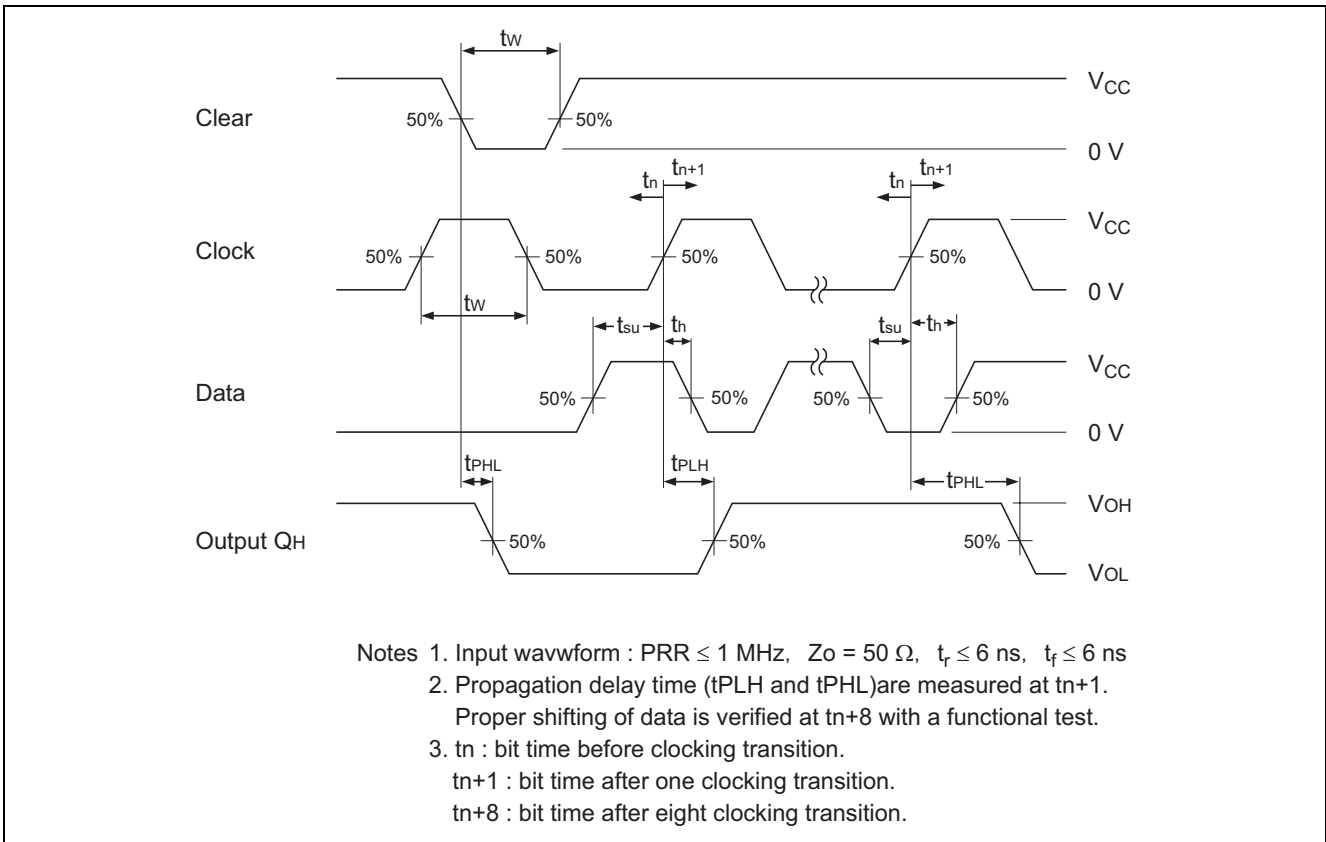 tW
VCC
Clear
50%
50%
0 V
tn
tn+1
tn
tn+1
VCC
Clock
50%
50%
50%
50%
0 V
tW
tsu
th
tsu
th
VCC
Data
50%
50%
50%
50%
0 V
tPHL
tPLH
tPHL
VOH
Output QH
50%
50%
50%
VOL
Notes 1. Input wavwform : PRR ≤ 1 MHz, Zo = 50 Ω, tr ≤ 6 ns, tf ≤ 6 ns
2. Propagation delay time (tPLH and tPHL)are measured at tn+1.
Proper shifting of data is verified at tn+8 with a functional test.
3. tn : bit time before clocking transition.
tn+1 : bit time after one clocking transition.
tn+8 : bit time after eight clocking transition.